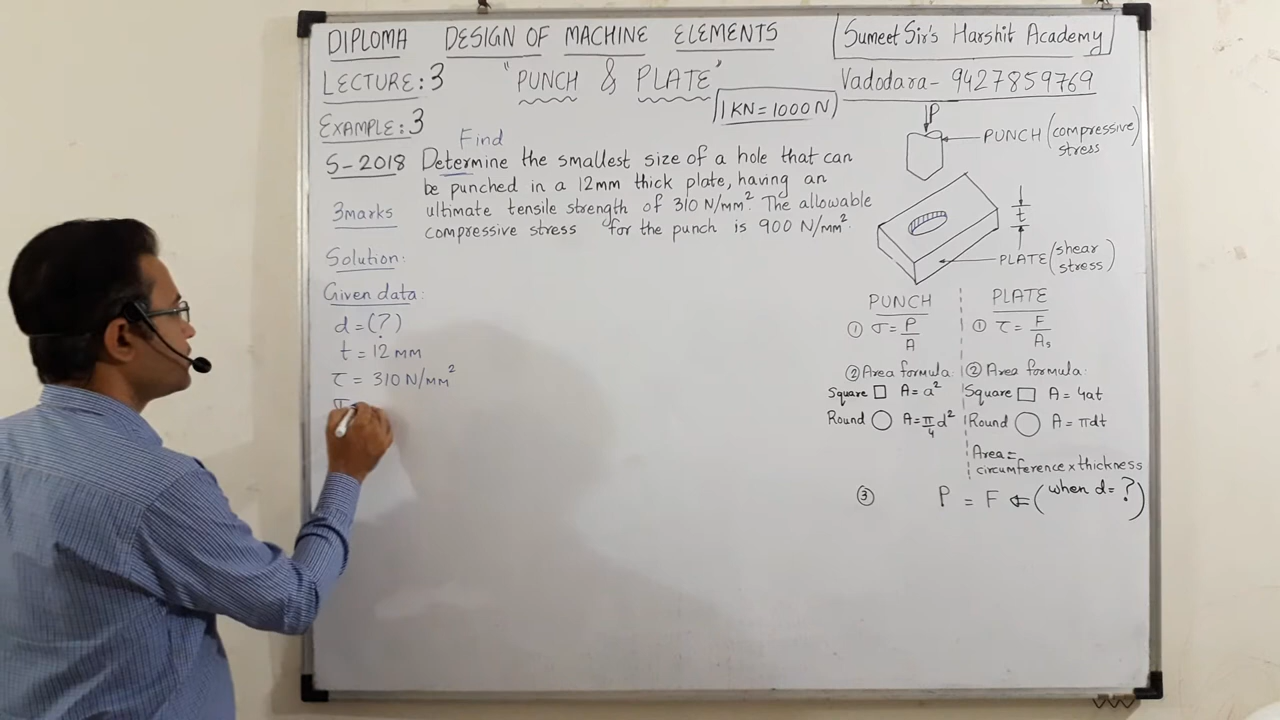 DIPLOMA DESIGN OF MACHINE ELEMENTS
Sumeet Sir's Harshit Academy
LECTURE: 3 "PUNCH & PLATE"
Vadodara- 9427859769
1 KN = 1000 N
EXAMPLE: 3
Find
S-2018 Determine the smallest size of a hole that can
be punched in a 12mm thick plate, having an
3marks ultimate tensile strength of 310 N/mm². The allowable
compressive stress for the punch is 900 N/mm².
Solution:
Given data:
d = (?)
t = 12 mm
τ = 310 N/mm²
σ =
P
PUNCH (compressive stress)
t
PLATE (shear stress)
PUNCH PLATE
① σ = P/A ① τ = F/As
② Area formula: ② Area formula:
Square □ A = a² Square □ A = 4at
Round ○ A = π/4 d² Round ○ A = πdt
Area =
circumference x thickness
③ P = F ⇐ (when d = ?)